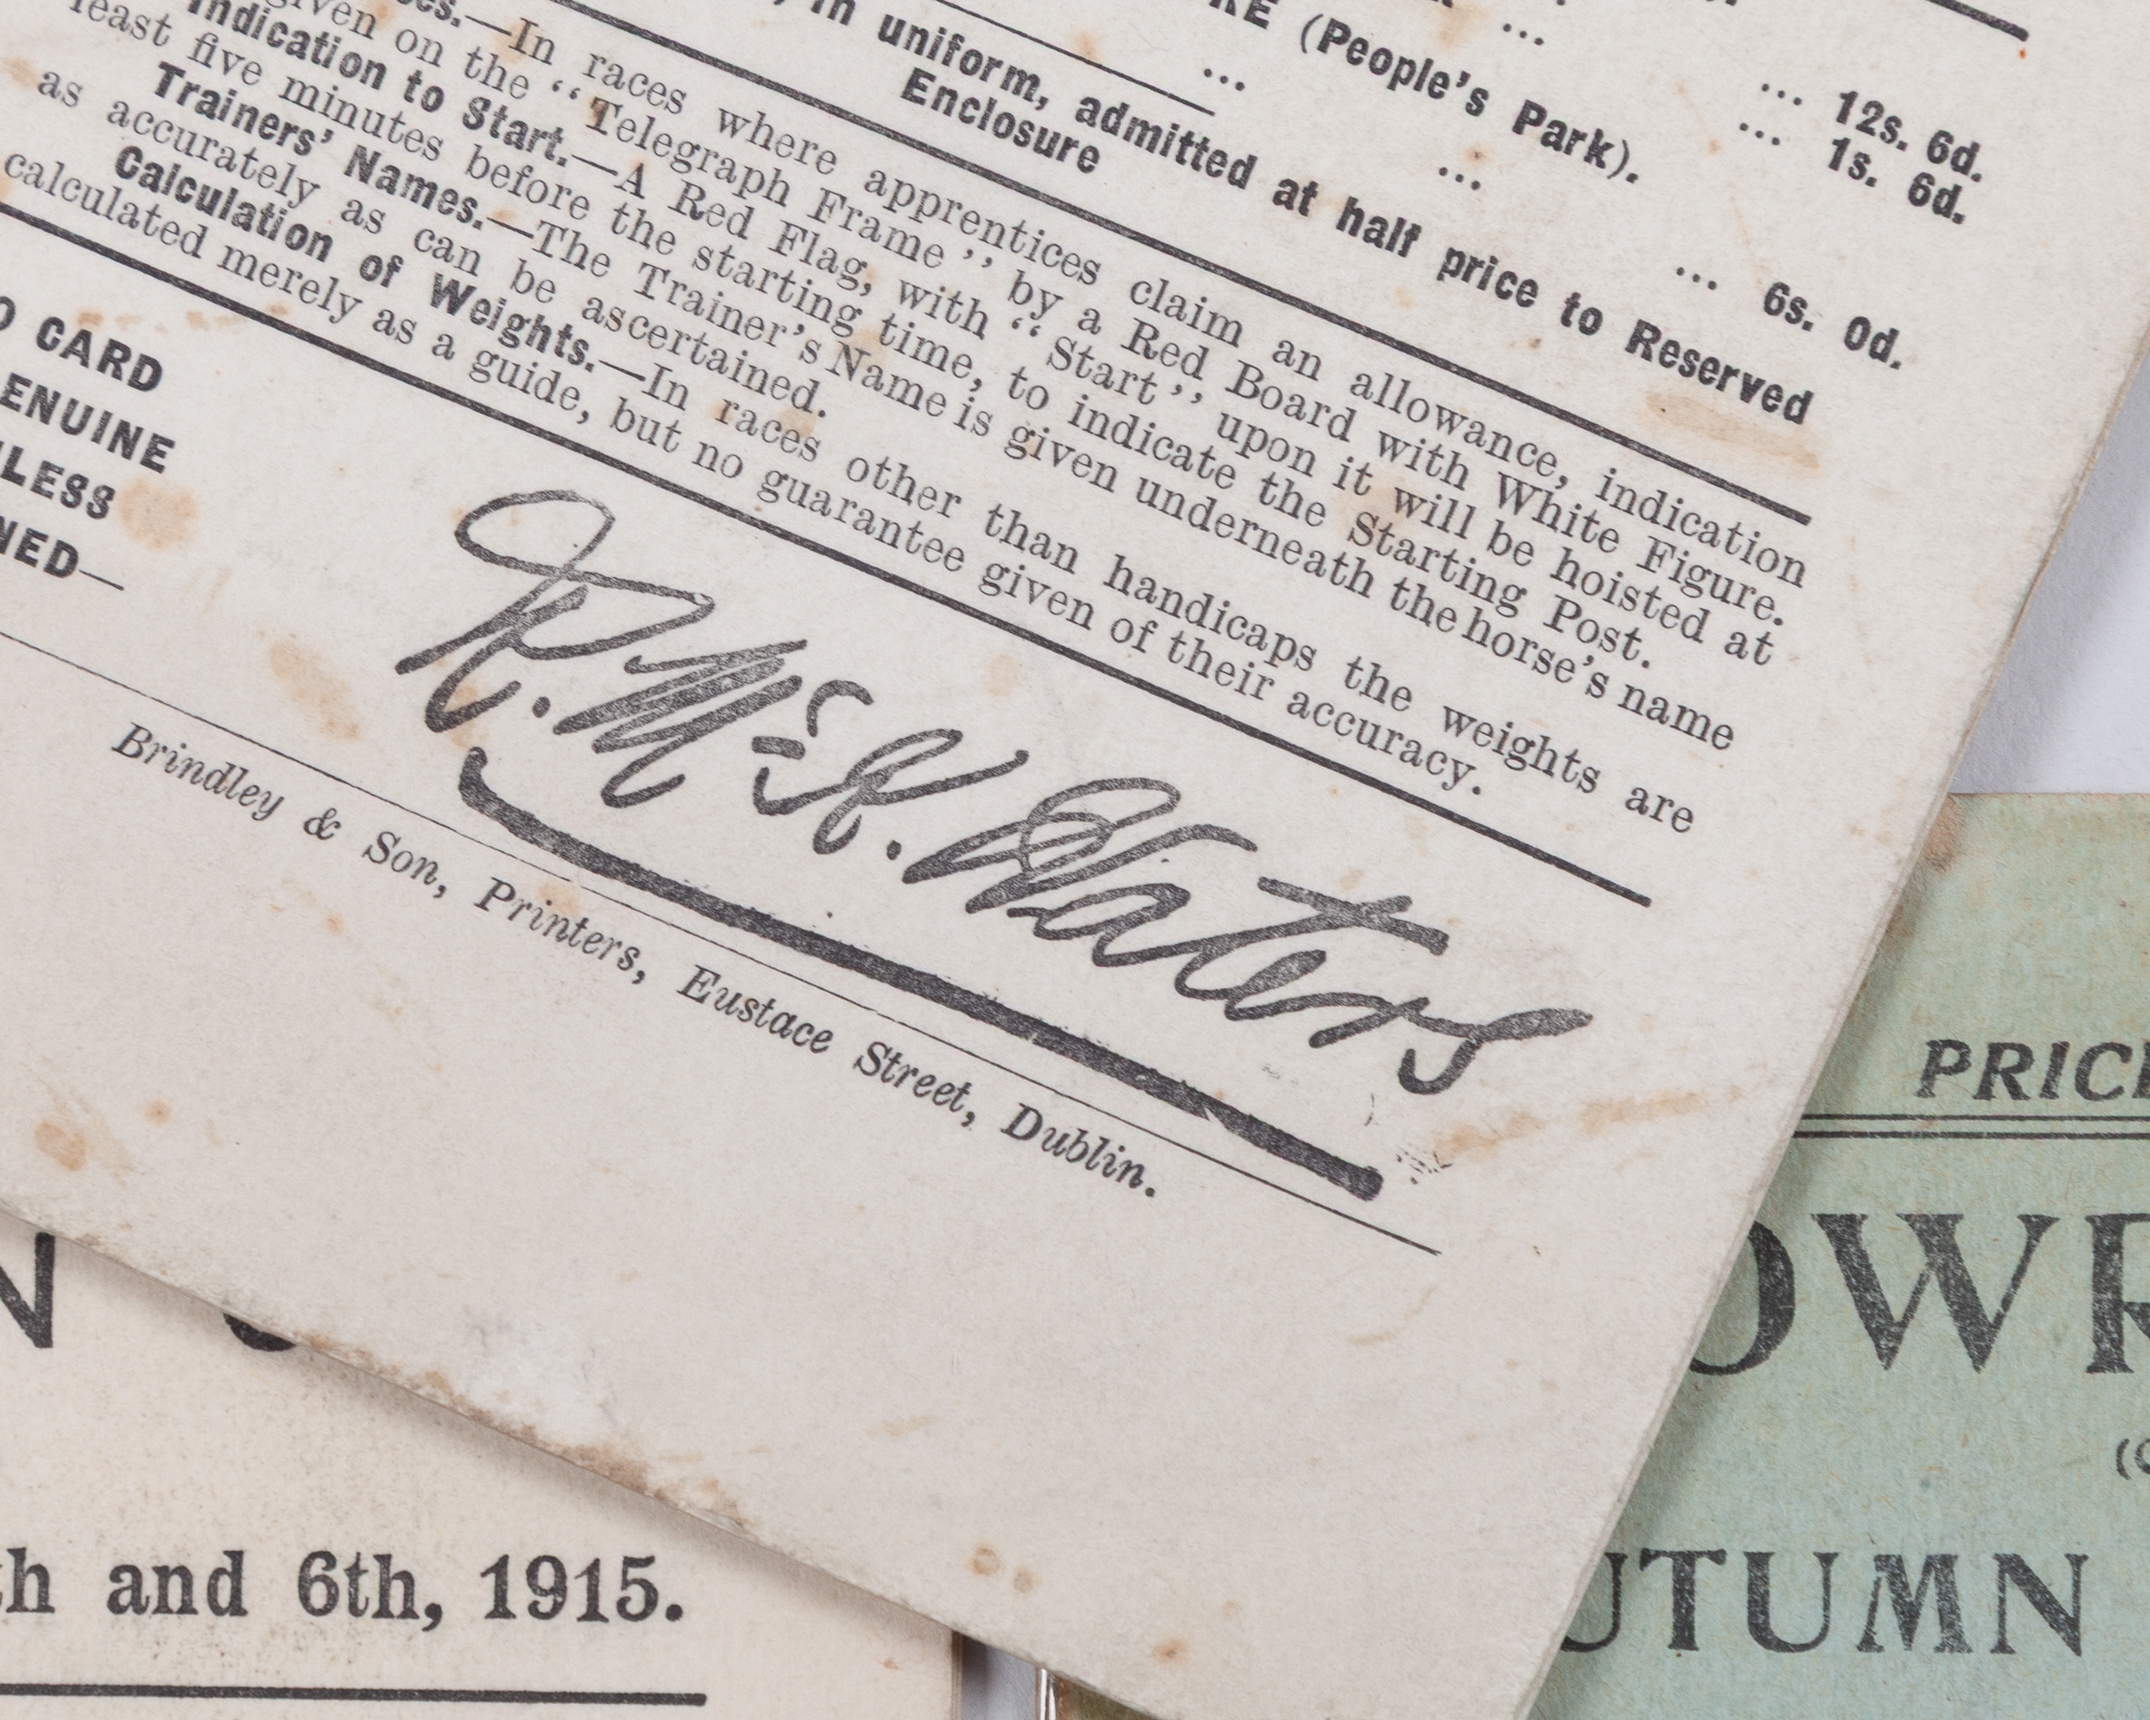 ... 12s. 6d.
... ... 1s. 6d.
(People's Park).
... ... ... 6s. 0d.
in uniform, admitted at half price to Reserved
Enclosure
—In races where apprentices claim an allowance, indication
given on the “Telegraph Frame” by a Red Board with White Figure.
Indication to Start.—A Red Flag, with “Start” upon it will be hoisted at
least five minutes before the starting time, to indicate the Starting Post.
Trainers' Names.—The Trainer's Name is given underneath the horse's name
as accurately as can be ascertained.
Calculation of Weights.—In races other than handicaps the weights are
calculated merely as a guide, but no guarantee given of their accuracy.
CARD
ENUINE
LESS
NED—
R. McK. Waters
Brindley & Son, Printers, Eustace Street, Dublin.
th and 6th, 1915.
PRIC
OWR
UTUMN